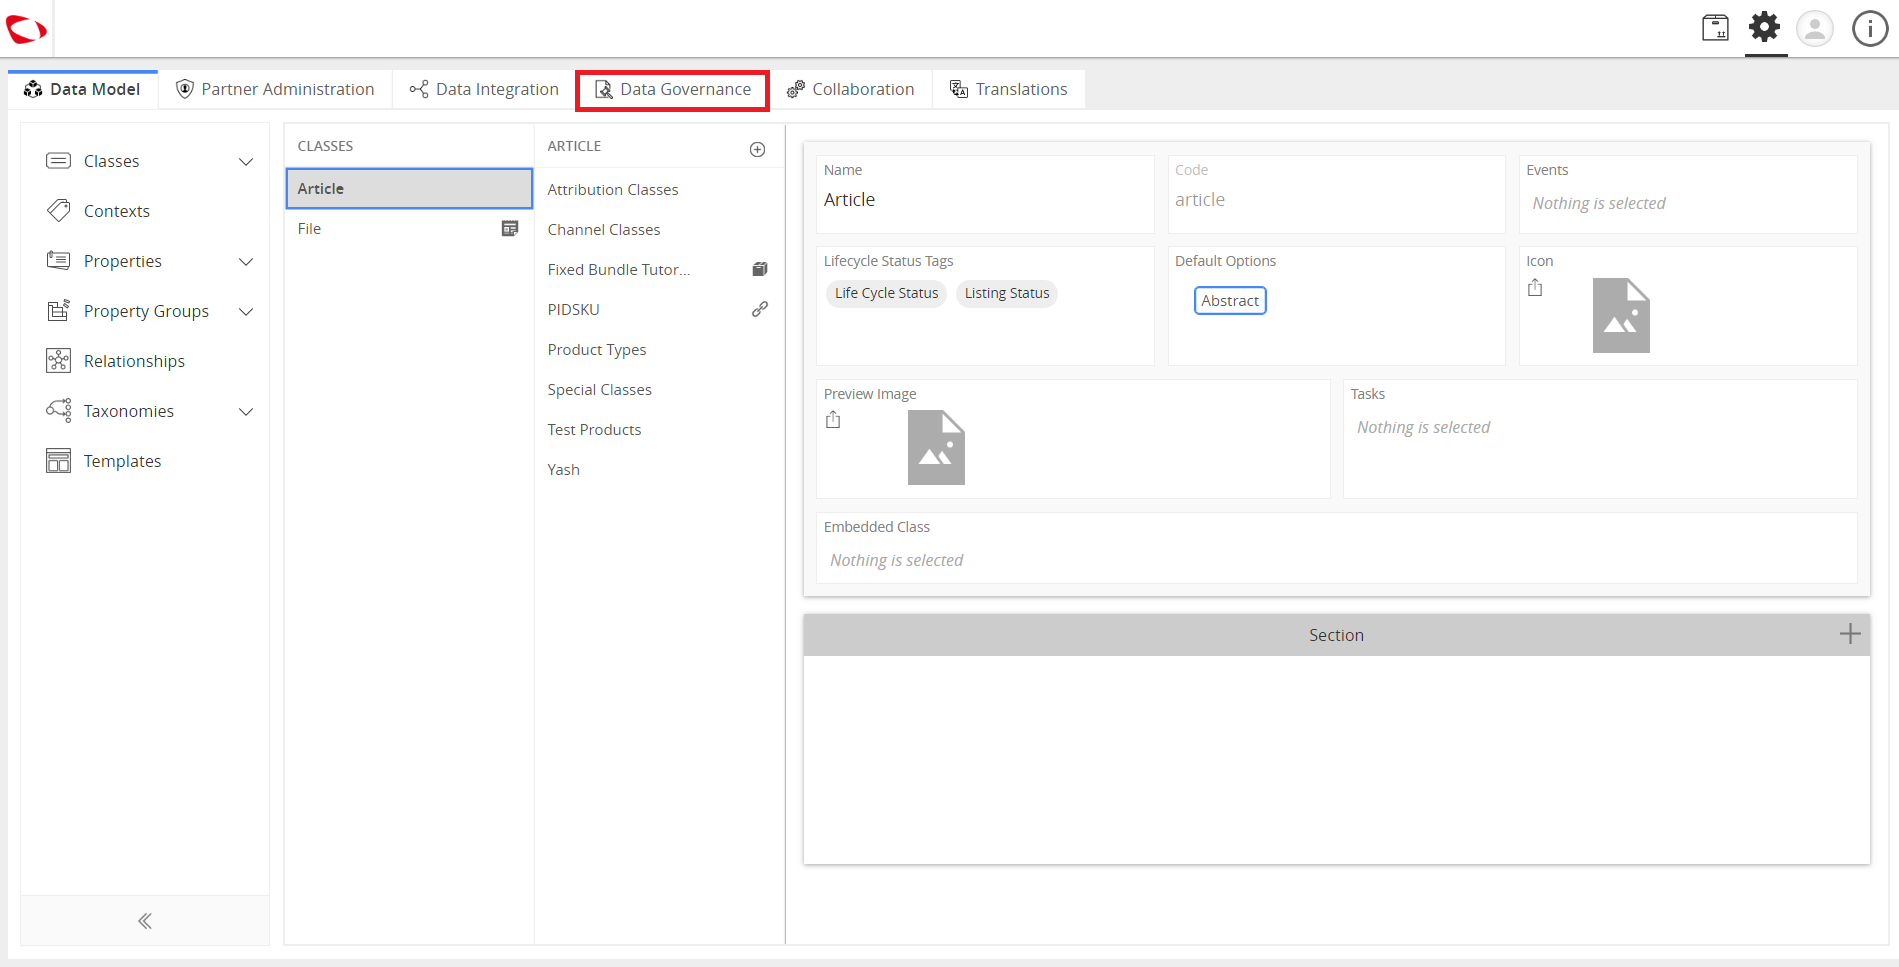 Data Model
Partner Administration
Data Integration
Data Governance
Collaboration
Translations
Classes
Contexts
Properties
Property Groups
Relationships
Taxonomies
Templates
CLASSES
Article
File
ARTICLE
Attribution Classes
Channel Classes
Fixed Bundle Tutor...
PIDSKU
Product Types
Special Classes
Test Products
Yash
Name
Article
Code
article
Events
Nothing is selected
Lifecycle Status Tags
Life Cycle Status
Listing Status
Default Options
Abstract
Icon
Preview Image
Tasks
Nothing is selected
Embedded Class
Nothing is selected
Section